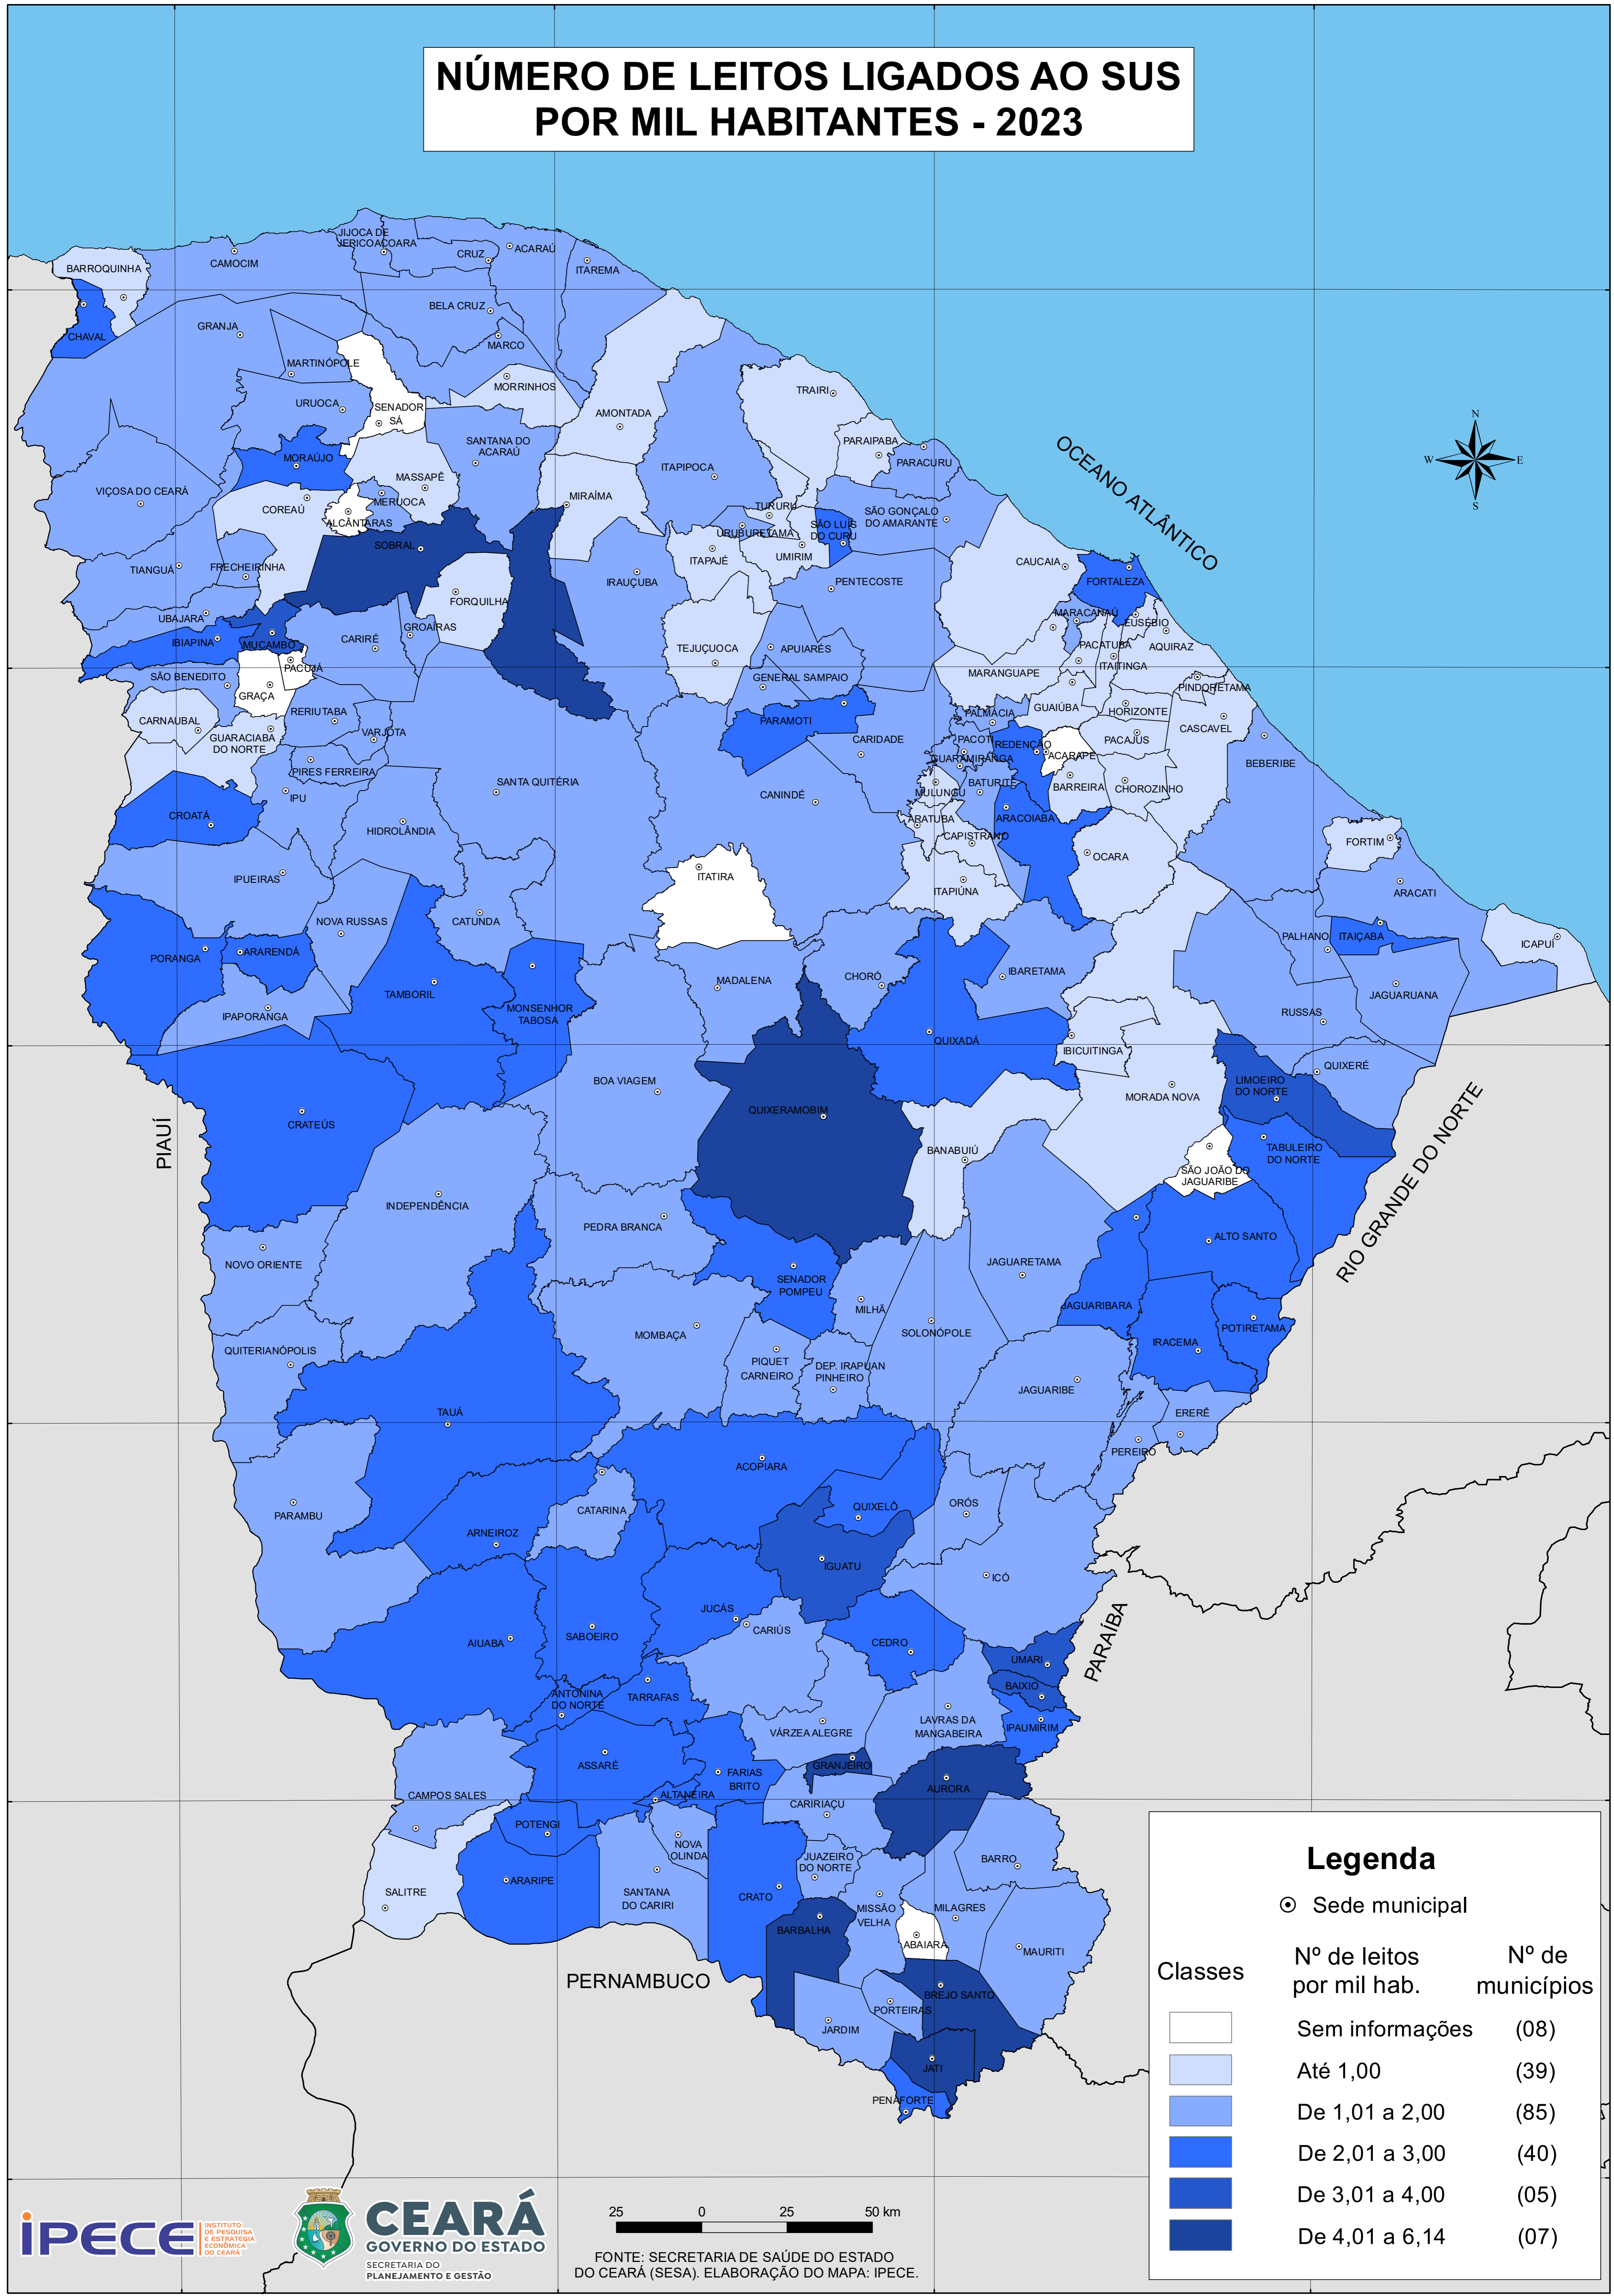 NÚMERO DE LEITOS LIGADOS AO SUS
POR MIL HABITANTES - 2023
JIJOCA DE
JERICOACOARA
CRUZ
ACARAÚ
BARROQUINHA
CAMOCIM
ITAREMA
BELA CRUZ
CHAVAL
GRANJA
MARCO
MARTINÓPOLE
MORRINHOS
TRAIRI
URUOCA
SENADOR
SÁ
AMONTADA
N
W
E
S
OCEANO ATLÂNTICO
PARAIPABA
SANTANA DO
ACARAÚ
MORAÚJO
ITAPIPOCA
PARACURU
MASSAPÊ
VIÇOSA DO CEARÁ
MIRAÍMA
MERUOCA
COREAÚ
TURURU
SÃO GONÇALO
DO AMARANTE
ALCÂNTARAS
SÃO LUÍS
DO CURU
URUBURETAMA
SOBRAL
UMIRIM
ITAPAJÉ
CAUCAIA
TIANGUÁ
FRECHEIRINHA
IRAUÇUBA
PENTECOSTE
FORTALEZA
FORQUILHA
UBAJARA
MARACANAÚ
EUSÉBIO
GROAÍRAS
IBIAPINA
MUCAMBO
CARIRÉ
TEJUÇUOCA
APUIARÉS
PACATUBA
AQUIRAZ
ITAITINGA
PACUJÁ
SÃO BENEDITO
GENERAL SAMPAIO
MARANGUAPE
PINDORETAMA
GRAÇA
RERIUTABA
PALMÁCIA
GUAIÚBA
HORIZONTE
CARNAUBAL
PARAMOTI
CASCAVEL
GUARACIABA
DO NORTE
VARJOTA
CARIDADE
PACOTI
REDENÇÃO
PACAJUS
ACARAPE
GUARAMIRANGA
BEBERIBE
PIRES FERREIRA
SANTA QUITÉRIA
BATURITÉ
BARREIRA
CHOROZINHO
MULUNGU
IPU
CANINDÉ
CROATÁ
ARATUBA
ARACOIABA
HIDROLÂNDIA
CAPISTRANO
FORTIM
OCARA
IPUEIRAS
ITATIRA
ITAPIÚNA
ARACATI
NOVA RUSSAS
CATUNDA
PALHANO
ITAIÇABA
ICAPUÍ
PORANGA
ARARENDÁ
CHORÓ
IBARETAMA
MADALENA
TAMBORIL
JAGUARUANA
MONSENHOR
TABOSA
IPAPORANGA
RUSSAS
QUIXADÁ
IBICUITINGA
QUIXERÉ
BOA VIAGEM
LIMOEIRO
DO NORTE
MORADA NOVA
QUIXERAMOBIM
CRATEÚS
PIAUÍ
BANABUIÚ
TABULEIRO
DO NORTE
SÃO JOÃO DO
JAGUARIBE
RIO GRANDE DO NORTE
INDEPENDÊNCIA
PEDRA BRANCA
ALTO SANTO
NOVO ORIENTE
JAGUARETAMA
SENADOR
POMPEU
JAGUARIBARA
MILHÃ
MOMBAÇA
SOLONÓPOLE
POTIRETAMA
IRACEMA
QUITERIANÓPOLIS
PIQUET
CARNEIRO
DEP. IRAPUAN
PINHEIRO
JAGUARIBE
TAUÁ
ERERÊ
PEREIRO
ACOPIARA
PARAMBU
CATARINA
QUIXELÔ
ORÓS
ARNEIROZ
IGUATU
ICÓ
JUCÁS
CARIÚS
SABOEIRO
AIUABA
CEDRO
PARAÍBA
UMARI
BAIXIO
ANTONINA
DO NORTE
TARRAFAS
LAVRAS DA
MANGABEIRA
IPAUMIRIM
VÁRZEA ALEGRE
ASSARÉ
FARIAS
BRITO
GRANJEIRO
CAMPOS SALES
ALTANEIRA
AURORA
CARIRIAÇU
POTENGI
NOVA
OLINDA
JUAZEIRO
DO NORTE
BARRO
SALITRE
ARARIPE
SANTANA
DO CARIRI
CRATO
MISSÃO
VELHA
MILAGRES
BARBALHA
ABAIARA
MAURITI
PERNAMBUCO
BREJO SANTO
PORTEIRAS
JARDIM
JATI
PENAFORTE
Legenda
Sede municipal
Classes
Nº de leitos
por mil hab.
Nº de
municípios
Sem informações (08)
Até 1,00 (39)
De 1,01 a 2,00 (85)
De 2,01 a 3,00 (40)
De 3,01 a 4,00 (05)
De 4,01 a 6,14 (07)
IPECE
INSTITUTO
DE PESQUISA
E ESTRATÉGIA
ECONÔMICA
DO CEARÁ
CEARÁ
GOVERNO DO ESTADO
SECRETARIA DO
PLANEJAMENTO E GESTÃO
25 0 25 50 km
FONTE: SECRETARIA DE SAÚDE DO ESTADO
DO CEARÁ (SESA). ELABORAÇÃO DO MAPA: IPECE.